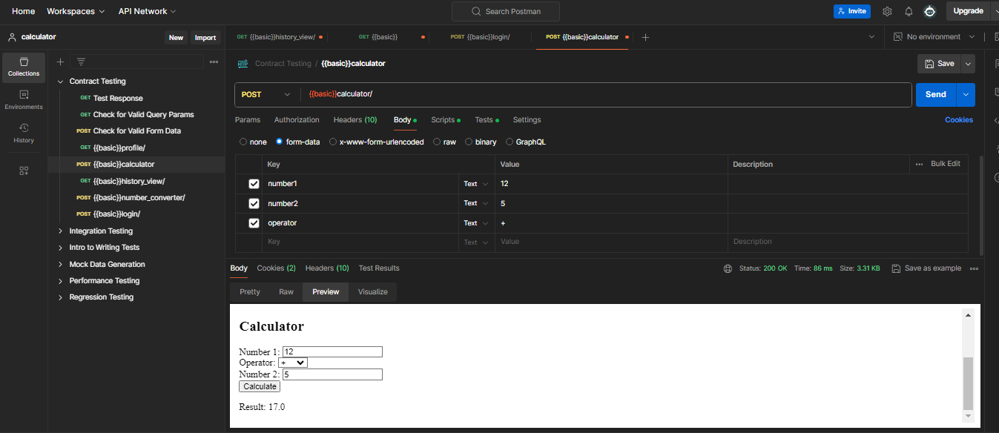 Home Workspaces API Network Search Postman Invite Upgrade
calculator New Import GET {{basic}}history_view/ GET {{basic}} POST {{basic}}login/ POST {{basic}}calculator No environment
Collections
Environments
History
Contract Testing
GET Test Response
GET Check for Valid Query Params
POST Check for Valid Form Data
GET {{basic}}profile/
POST {{basic}}calculator
GET {{basic}}history_view/
POST {{basic}}number_converter/
POST {{basic}}login/
Integration Testing
Intro to Writing Tests
Mock Data Generation
Performance Testing
Regression Testing
HTTP Contract Testing / {{basic}}calculator Save
POST {{basic}}calculator/ Send
Params Authorization Headers (10) Body Scripts Tests Settings Cookies
none form-data x-www-form-urlencoded raw binary GraphQL
Key Value Description Bulk Edit
number1 Text 12
number2 Text 5
operator Text +
Key Text Value Description
Body Cookies (2) Headers (10) Test Results Status: 200 OK Time: 86 ms Size: 3.31 KB Save as example
Pretty Raw Preview Visualize
Calculator
Number 1: 12
Operator: +
Number 2: 5
Calculate
Result: 17.0